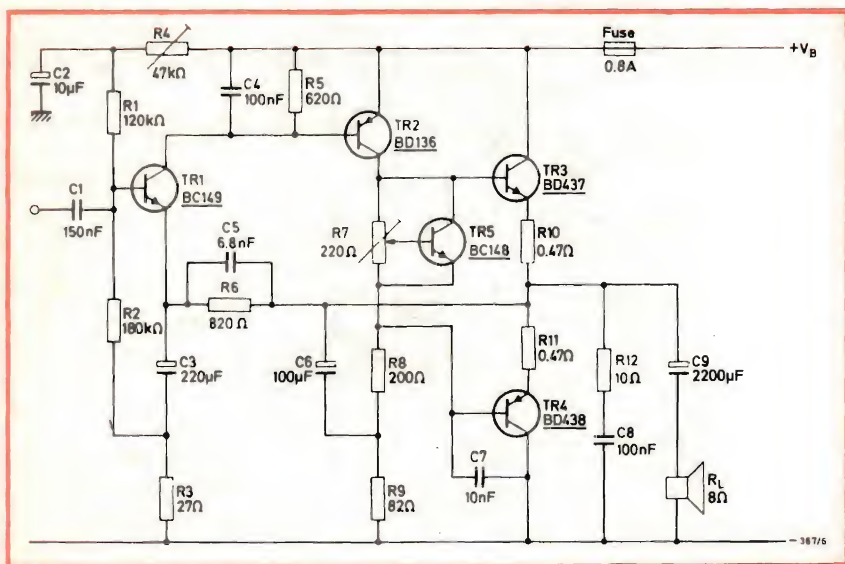 R4
47kΩ
C2
10µF
R1
120kΩ
C4
100nF
R5
620Ω
Fuse
0.8A
+VB
TR2
BD136
TR1
BC149
TR3
BD437
C1
150nF
C5
6.8nF
R7
220Ω
TR5
BC148
R10
0.47Ω
R2
180kΩ
R6
820Ω
C3
220µF
C6
100µF
R8
200Ω
R11
0.47Ω
R12
10Ω
C9
2200µF
TR4
BD438
C7
10nF
C8
100nF
R3
27Ω
R9
82Ω
RL
8Ω
-367/6